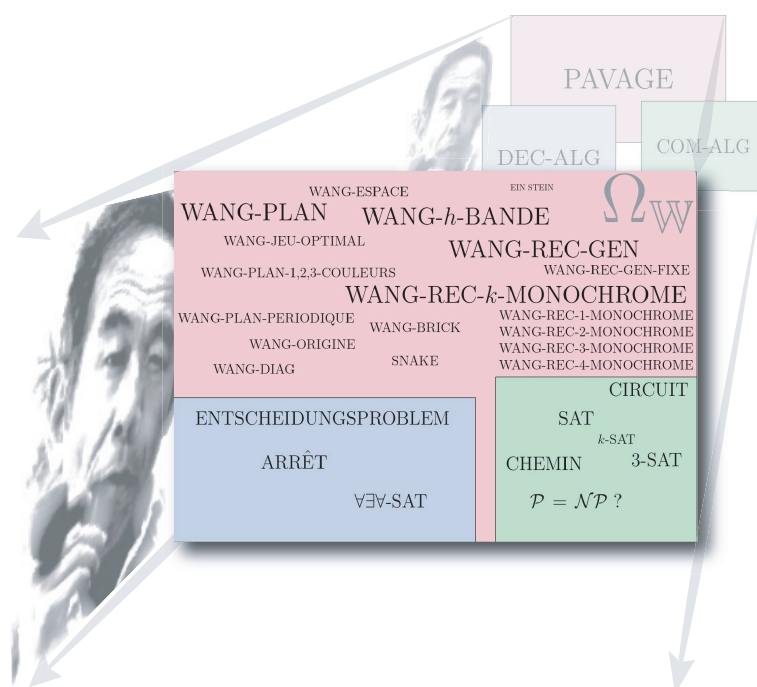 PAVAGE
DEC-ALG
COM-ALG
WANG-ESPACE
EIN STEIN
ΩW
WANG-PLAN
WANG-h-BANDE
WANG-JEU-OPTIMAL
WANG-REC-GEN
WANG-PLAN-1,2,3-COULEURS
WANG-REC-GEN-FIXE
WANG-REC-k-MONOCHROME
WANG-PLAN-PERIODIQUE
WANG-BRICK
WANG-REC-1-MONOCHROME
WANG-REC-2-MONOCHROME
WANG-ORIGINE
WANG-REC-3-MONOCHROME
WANG-DIAG
SNAKE
WANG-REC-4-MONOCHROME
ENTSCHEIDUNGSPROBLEM
ARRÊT
∀∃∀-SAT
CIRCUIT
SAT
k-SAT
CHEMIN
3-SAT
𝒫 = 𝒩𝒫 ?